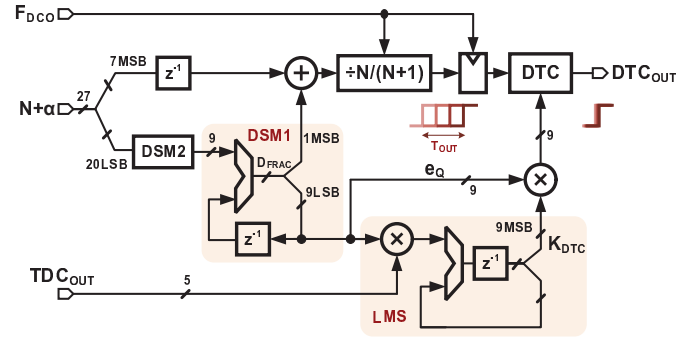 F_DCO
7MSB
z⁻¹
+
÷N/(N+1)
DTC
DTC_OUT
N+α
27
20LSB
DSM2
9
DSM1
1MSB
D_FRAC
9LSB
z⁻¹
T_OUT
9
e_Q
9
×
×
9MSB
K_DTC
z⁻¹
TDC_OUT
5
LMS